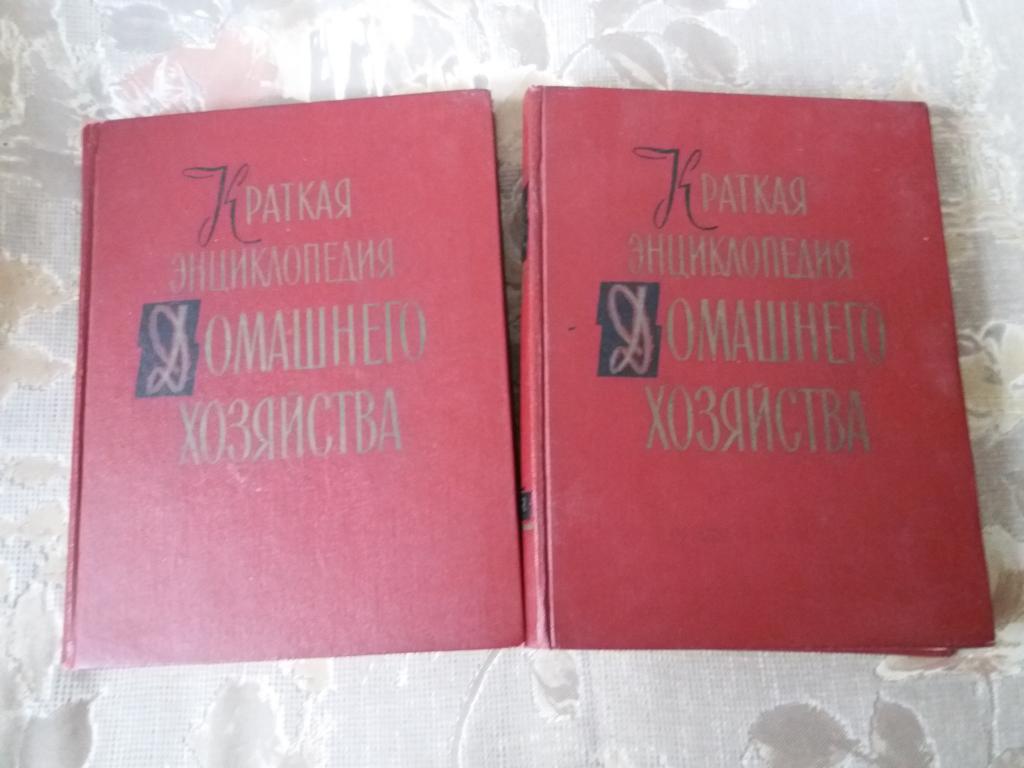 Краткая
энциклопедия
Домашнего
хозяйства
Краткая
энциклопедия
Домашнего
хозяйства